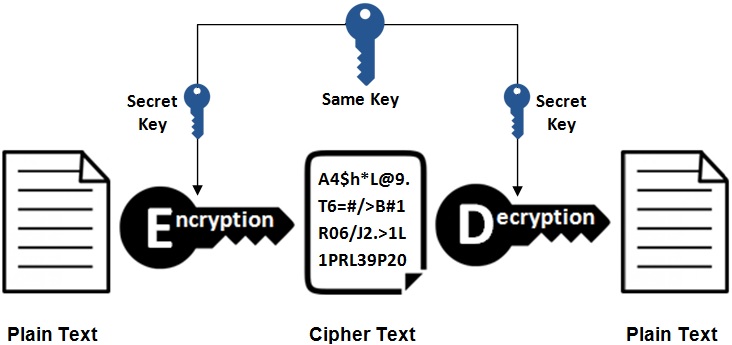 Same Key
Secret
Key
Secret
Key
Encryption
A4$h*L@9.
T6=#/>B#1
R06/J2.>1L
1PRL39P20
Decryption
Plain Text
Cipher Text
Plain Text